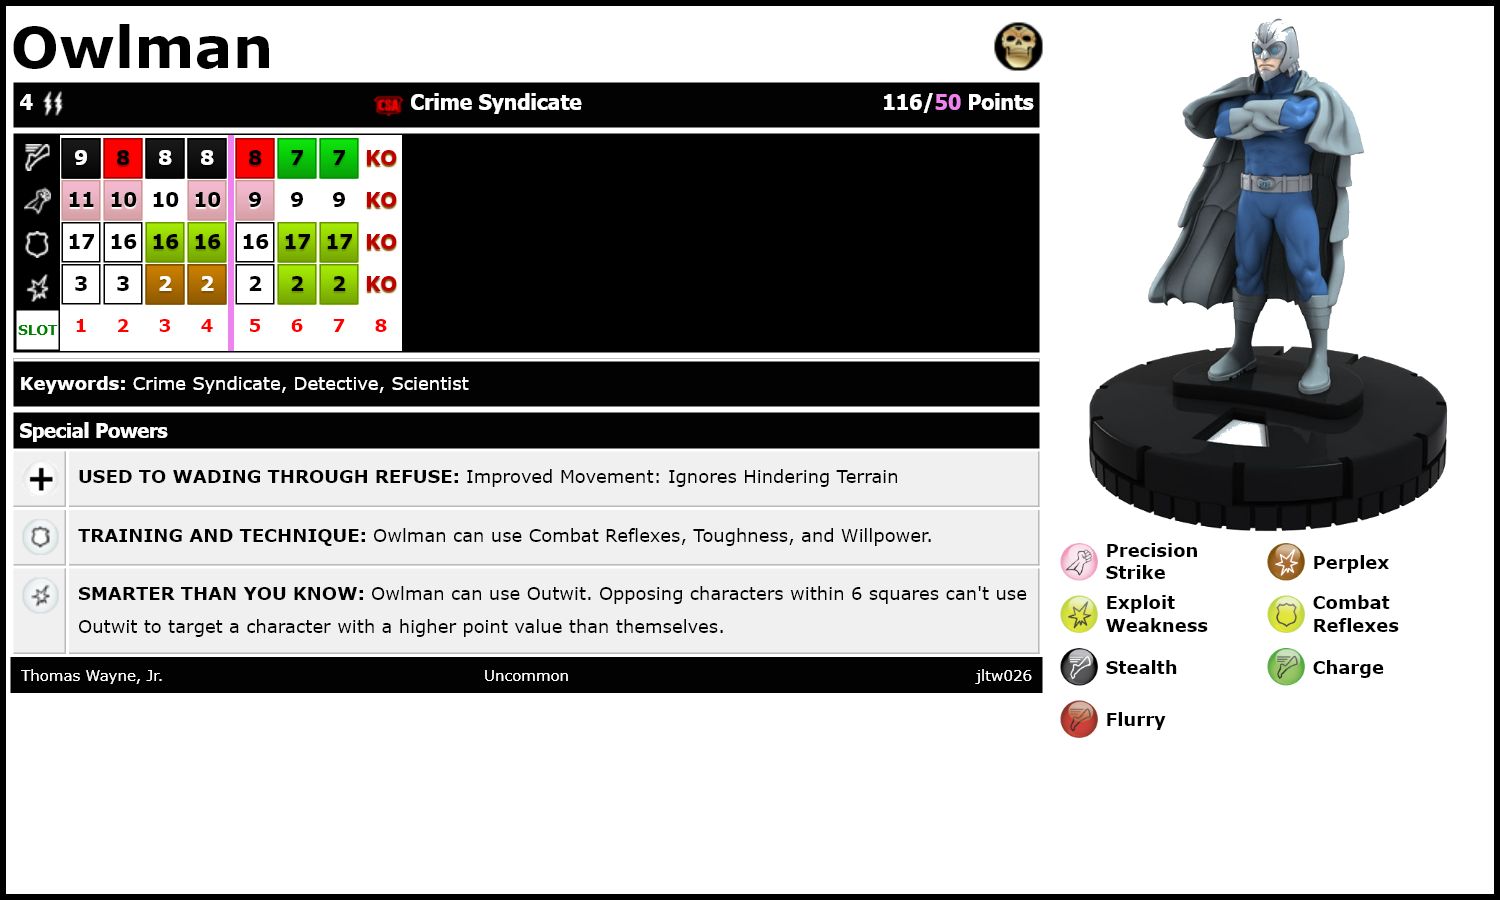 Owlman
4 CSA Crime Syndicate 116/50 Points
9 8 8 8 8 7 7 KO
11 10 10 10 9 9 9 KO
17 16 16 16 16 17 17 KO
3 3 2 2 2 2 2 KO
SLOT 1 2 3 4 5 6 7 8
Keywords: Crime Syndicate, Detective, Scientist
Special Powers
USED TO WADING THROUGH REFUSE: Improved Movement: Ignores Hindering Terrain
TRAINING AND TECHNIQUE: Owlman can use Combat Reflexes, Toughness, and Willpower.
SMARTER THAN YOU KNOW: Owlman can use Outwit. Opposing characters within 6 squares can't use
Outwit to target a character with a higher point value than themselves.
Thomas Wayne, Jr. Uncommon jltw026
Precision
Strike
Perplex
Exploit
Weakness
Combat
Reflexes
Stealth
Charge
Flurry